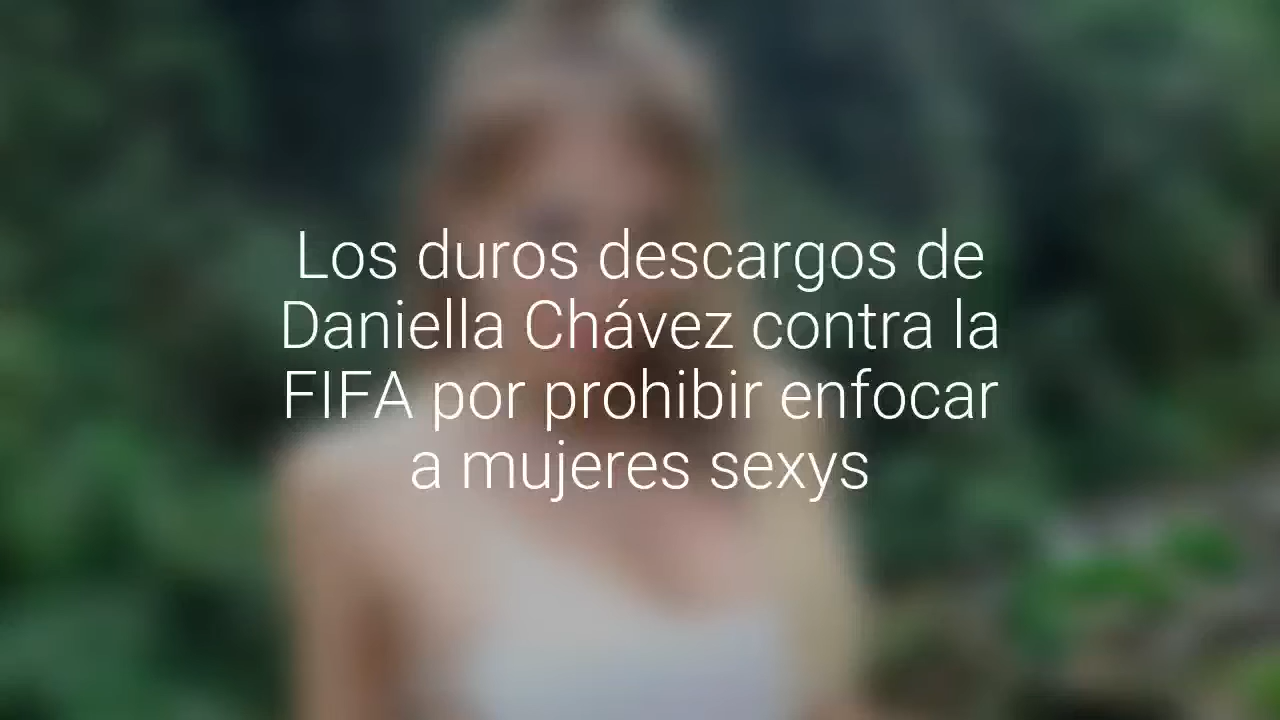 Los duros descargos de
Daniella Chávez contra la
FIFA por prohibir enfocar
a mujeres sexys